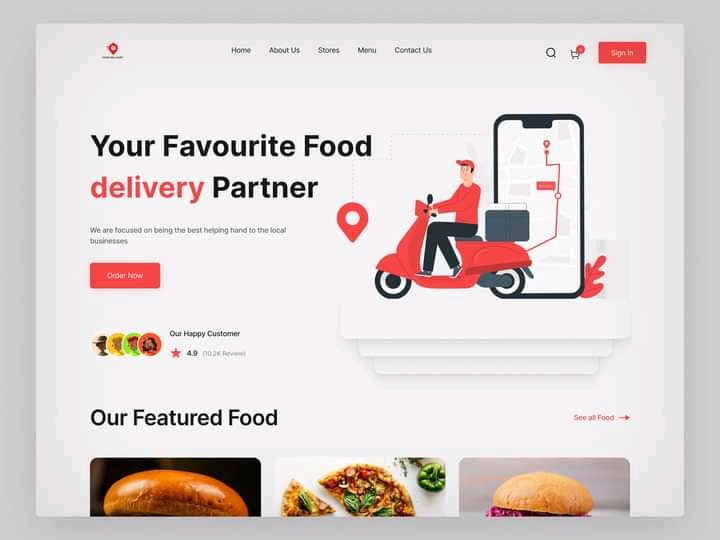 FOOD DELIVERY
Home
About Us
Stores
Menu
Contact Us
Sign In
Your Favourite Food
delivery Partner
We are focused on being the best helping hand to the local
businesses
Order Now
Our Happy Customer
4.9 (10.2K Review)
Our Featured Food
See all Food